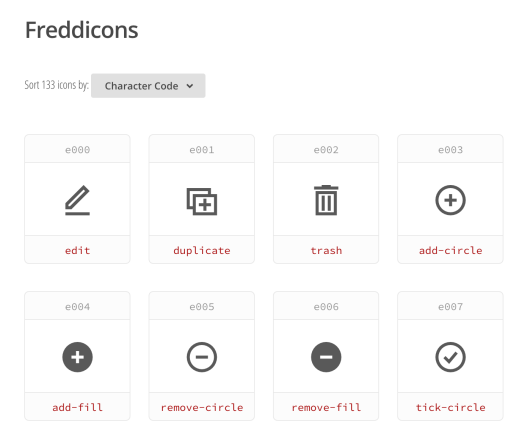 Freddicons
Sort 133 icons by: Character Code
e000 e001 e002 e003
edit duplicate trash add-circle
e004 e005 e006 e007
add-fill remove-circle remove-fill tick-circle